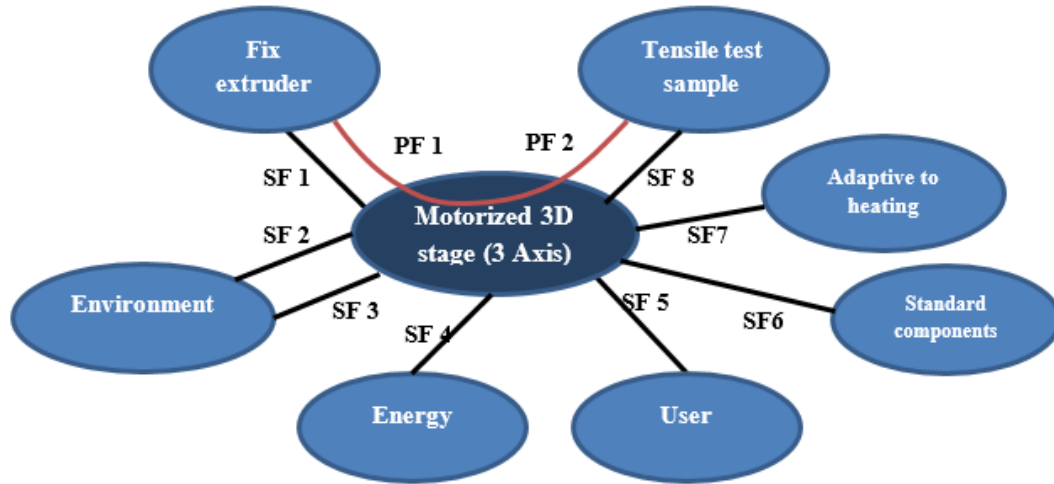 Fix
extruder
Tensile test
sample
PF 1
PF 2
SF 1
SF 8
Adaptive to
heating
Motorized 3D
stage (3 Axis)
SF 2
SF7
Environment
SF 3
SF 4
SF 5
SF6
Standard
components
Energy
User